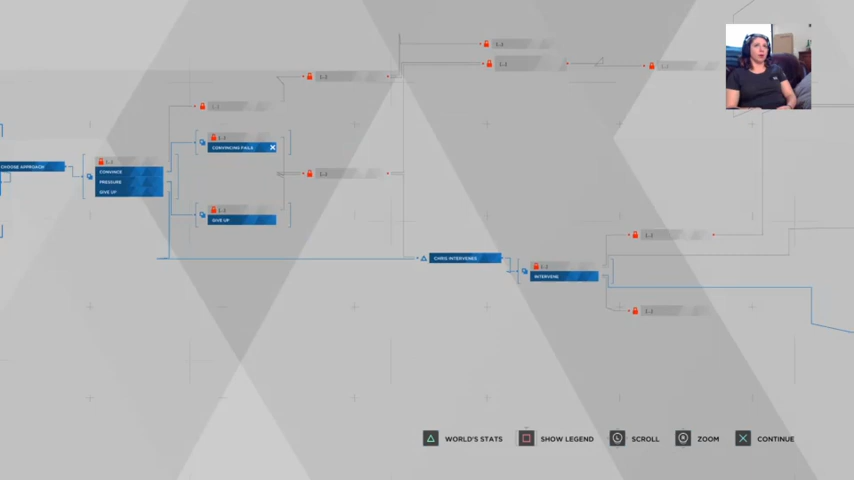 [...]
[...]
[...]
[...]
[...]
[...]
CONVINCING FAILS
CHOOSE APPROACH
[...]
CONVINCE
PRESSURE
GIVE UP
[...]
[...]
GIVE UP
[...]
CHRIS INTERVENES
[...]
INTERVENE
[...]
WORLD'S STATS
SHOW LEGEND
L
SCROLL
R
ZOOM
CONTINUE